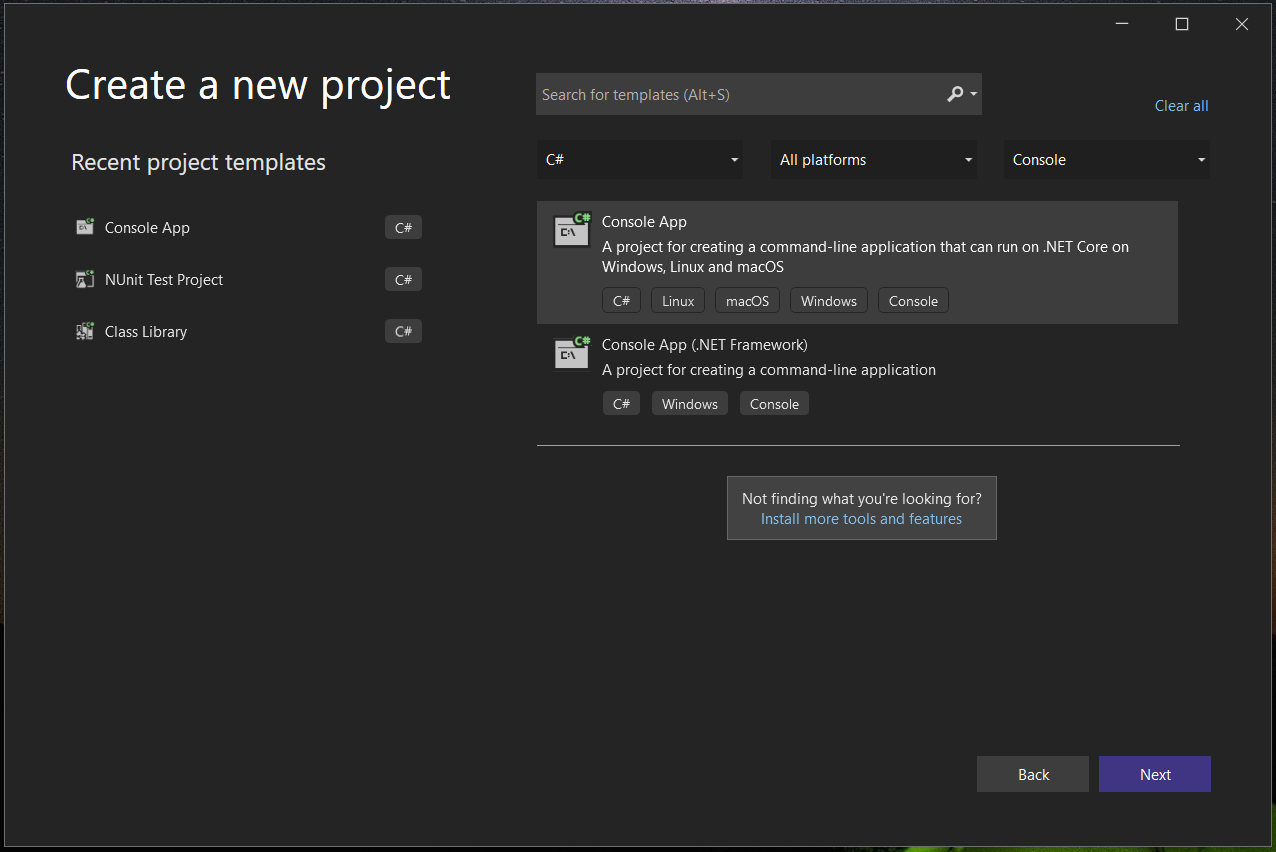 Create a new project
Search for templates (Alt+S)
Clear all
Recent project templates
C#
All platforms
Console
Console App
C#
NUnit Test Project
C#
Class Library
C#
C#
Console App
A project for creating a command-line application that can run on .NET Core on
Windows, Linux and macOS
C# Linux macOS Windows Console
C#
Console App (.NET Framework)
A project for creating a command-line application
C# Windows Console
Not finding what you're looking for?
Install more tools and features
Back
Next